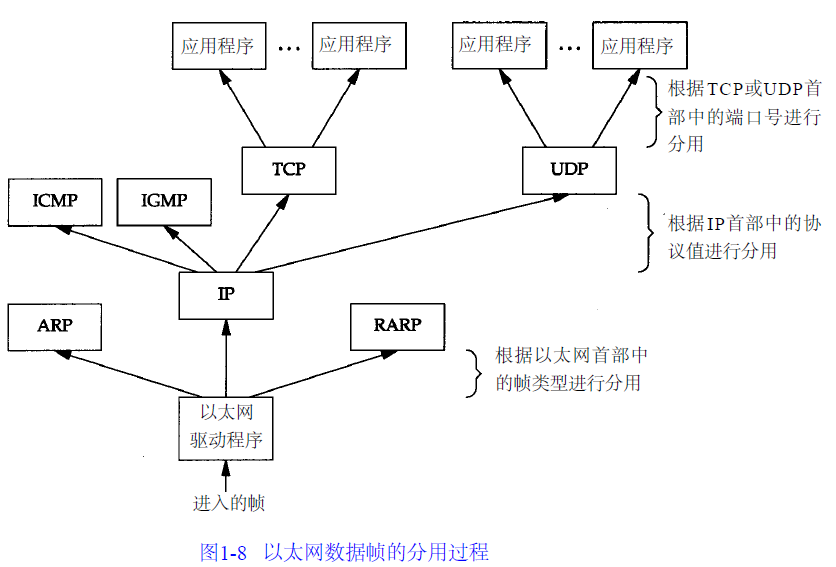 应用程序 … 应用程序 应用程序 … 应用程序
根据TCP或UDP首
部中的端口号进行
分用
TCP UDP
ICMP IGMP
根据IP首部中的协
议值进行分用
IP
ARP RARP
根据以太网首部中
的帧类型进行分用
以太网
驱动程序
进入的帧
图1-8 以太网数据帧的分用过程